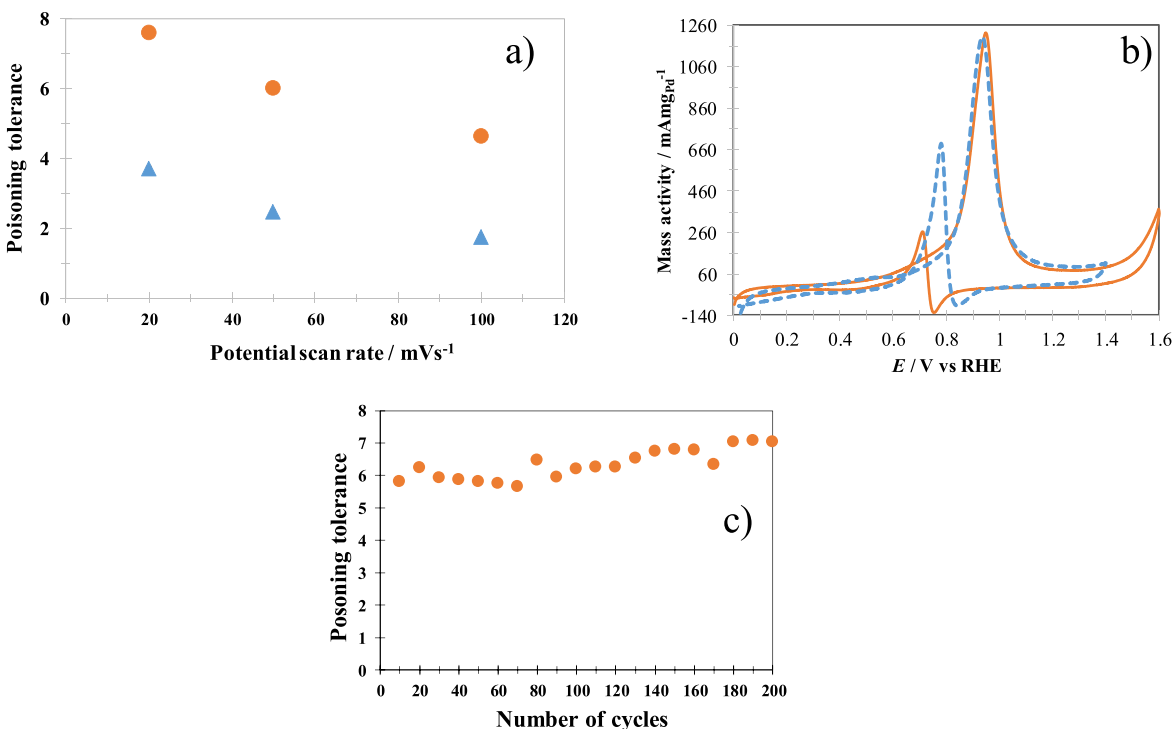 a)
Poisoning tolerance
8
6
4
2
0
0 20 40 60 80 100 120
Potential scan rate / mVs-1
b)
Mass activity / mAmgPd-1
1260
1060
860
660
460
260
60
-140
0 0.2 0.4 0.6 0.8 1 1.2 1.4 1.6
E / V vs RHE
c)
Posoning tolerance
8
7
6
5
4
3
2
1
0
0 20 40 60 80 100 120 140 160 180 200
Number of cycles